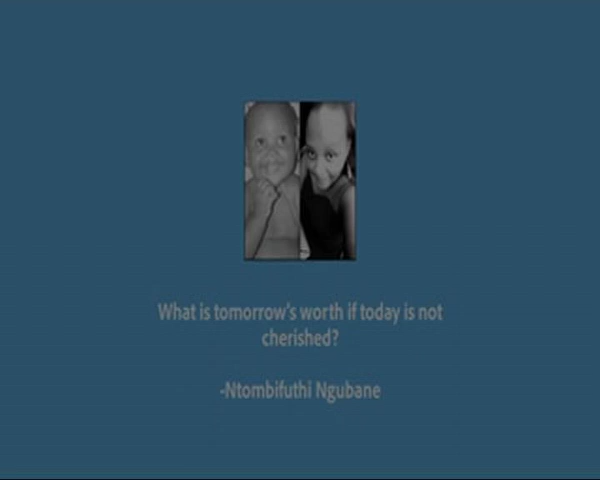 What is tomorrow's worth if today is not
cherished?
-Ntombifuthi Ngubane